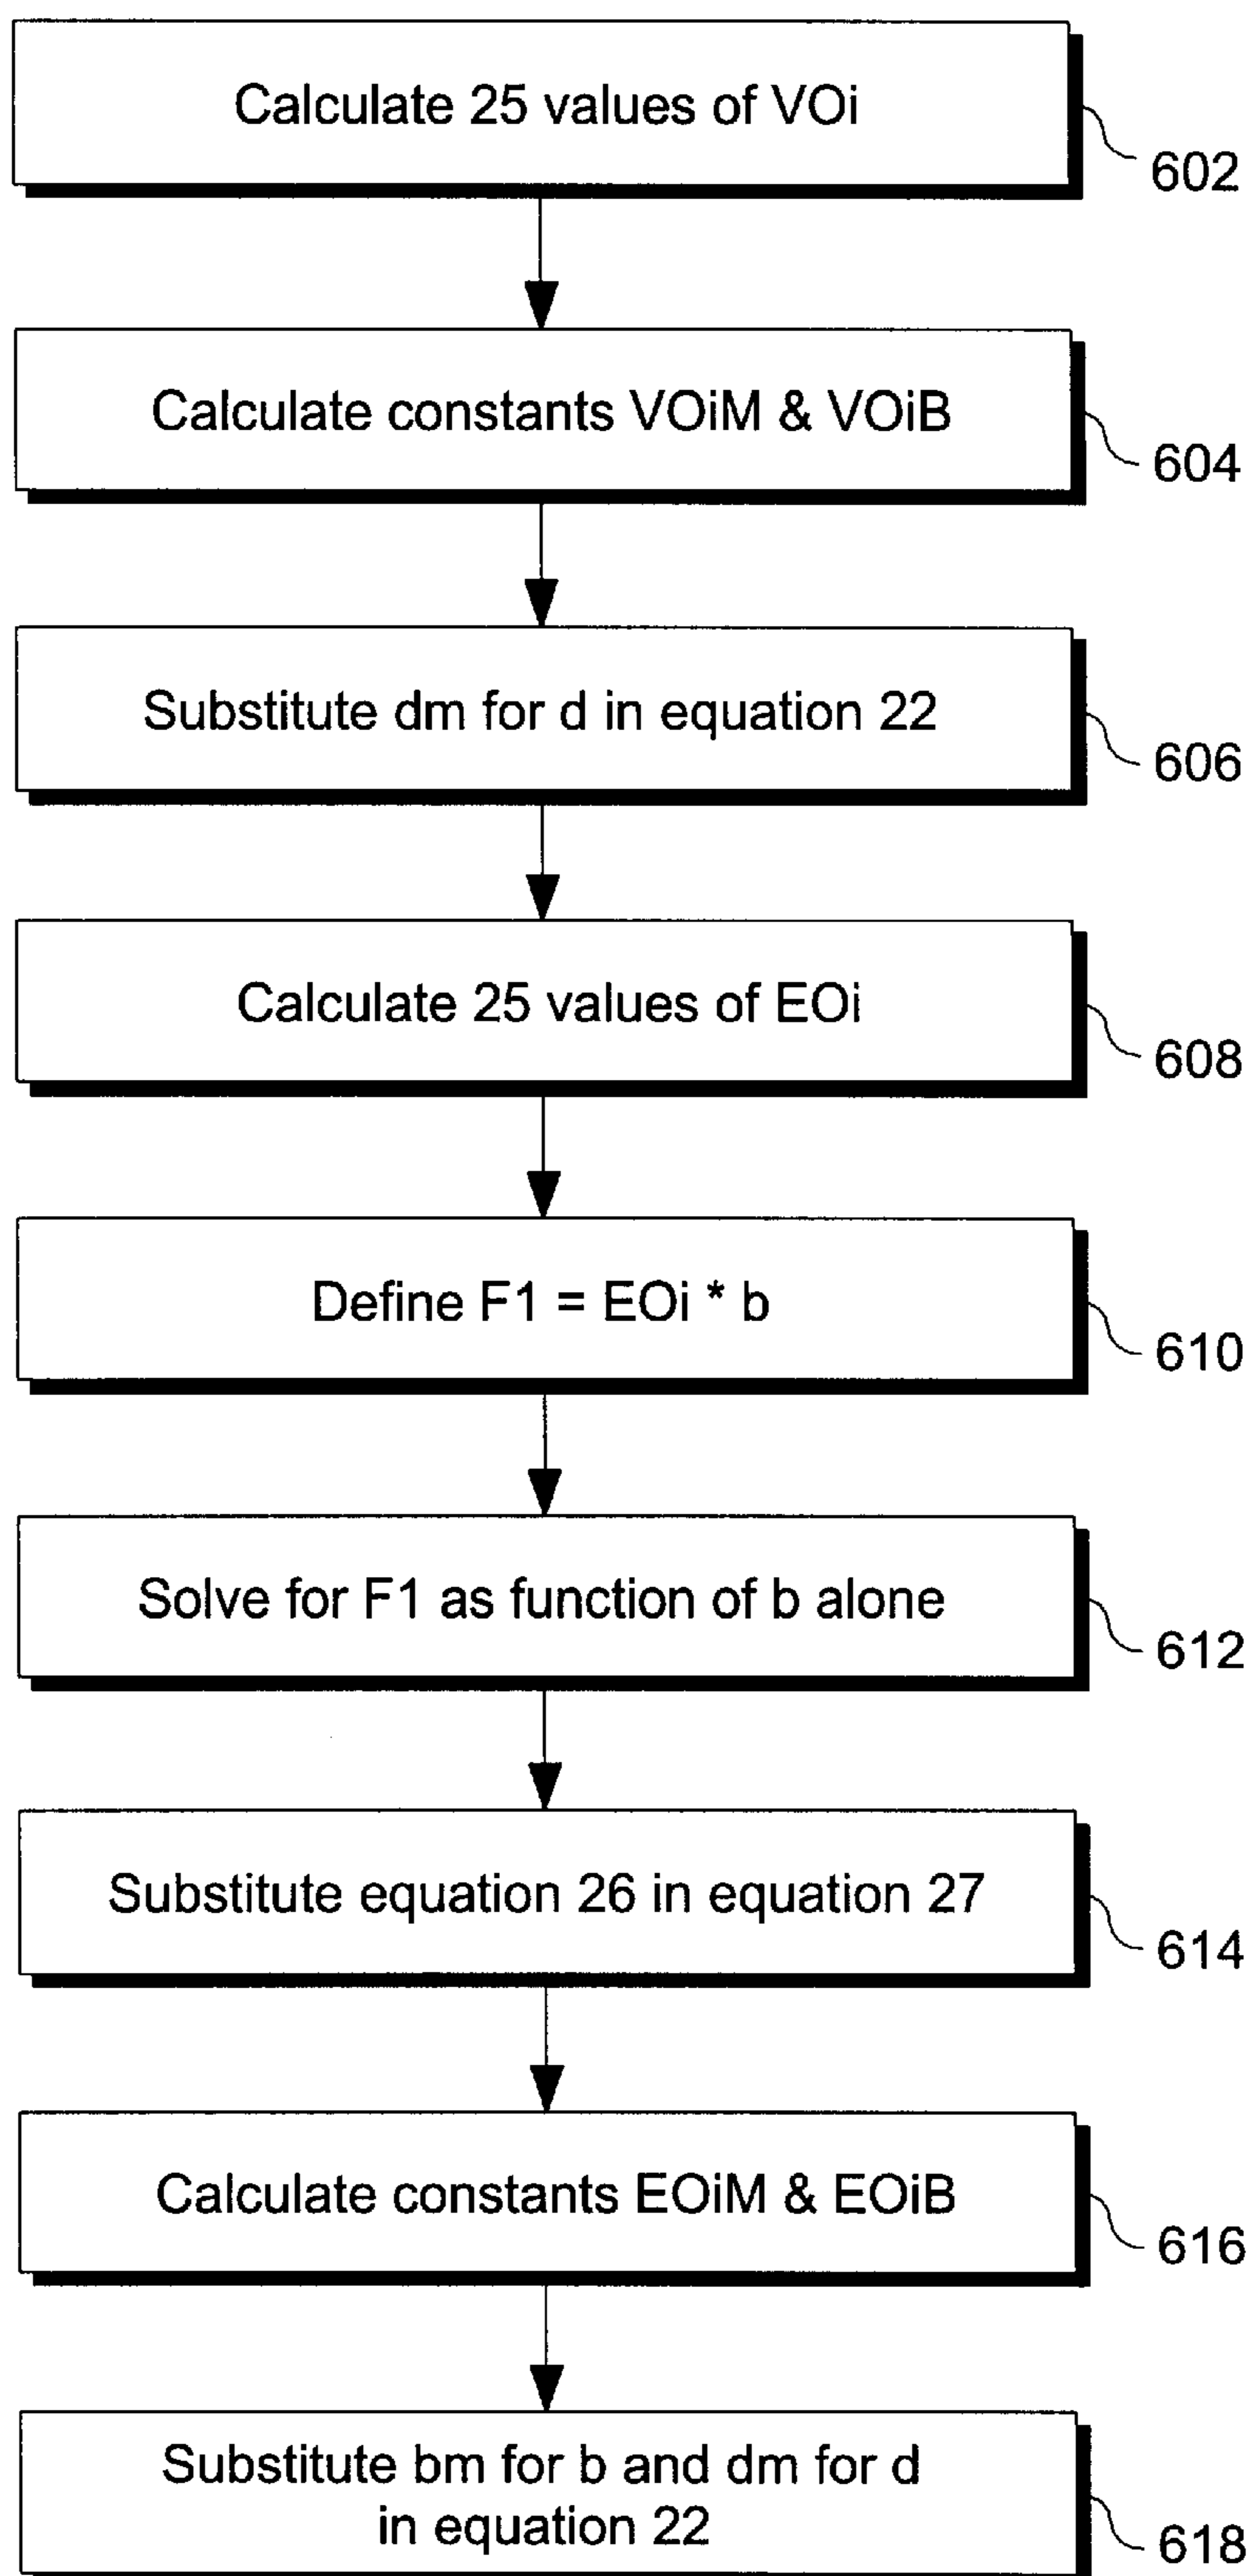 Calculate 25 values of VOi
602
Calculate constants VOiM & VOiB
604
Substitute dm for d in equation 22
606
Calculate 25 values of EOi
608
Define F1 = EOi * b
610
Solve for F1 as function of b alone
612
Substitute equation 26 in equation 27
614
Calculate constants EOiM & EOiB
616
Substitute bm for b and dm for d
in equation 22
618